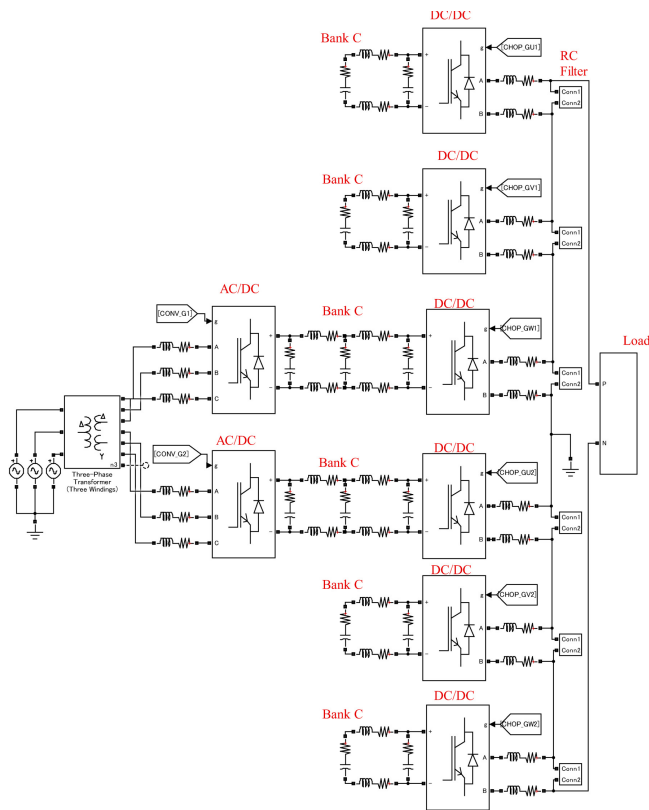 DC/DC
Bank C
+
g
[CHOP_GU1]
RC
Filter
A
Conn1
Conn2
−
B
DC/DC
Bank C
+
g
[CHOP_GV1]
A
Conn1
−
B
Conn2
AC/DC
[CONV_G1]
g
Bank C
DC/DC
+
+
g
[CHOP_GW1]
Load
A
B
C
−
−
A
B
Conn1
Conn2
P
Δ
Δ
Y
n3
Three-Phase
Transformer
(Three Windings)
+
+
+
N
AC/DC
[CONV_G2]
g
Bank C
DC/DC
+
+
g
[CHOP_GU2]
A
B
C
−
−
A
B
Conn1
Conn2
DC/DC
Bank C
+
g
[CHOP_GV2]
A
Conn1
−
B
Conn2
DC/DC
Bank C
+
g
[CHOP_GW2]
A
Conn1
−
B
Conn2